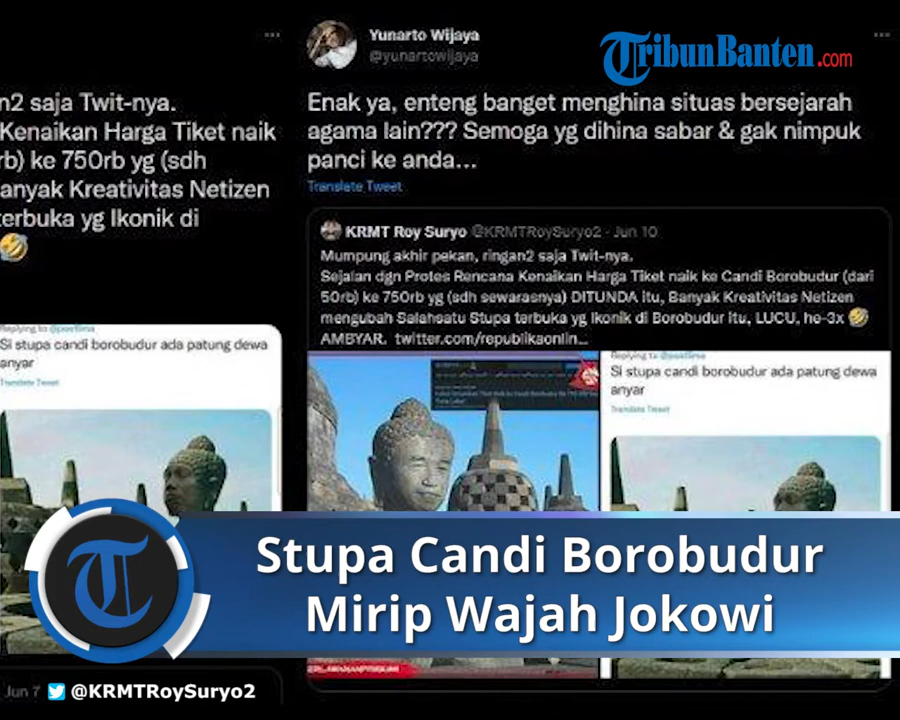 n2 saja Twit-nya.
Kenaikan Harga Tiket naik
rb) ke 750rb yg (sdh
anyak Kreativitas Netizen
erbuka yg Ikonik di
Replying to @
Si stupa candi borobudur ada patung dewa
anyar
Translate Tweet
Yunarto Wijaya
@yunartowijaya
TribunBanten.com
Enak ya, enteng banget menghina situas bersejarah
agama lain??? Semoga yg dihina sabar & gak nimpuk
panci ke anda...
Translate Tweet
KRMT Roy Suryo @KRMTRoySuryo2 · Jun 10
Mumpung akhir pekan, ringan2 saja Twit-nya.
Sejalan dgn Protes Rencana Kenaikan Harga Tiket naik ke Candi Borobudur (dari
50rb) ke 750rb yg (sdh sewarasnya) DITUNDA itu, Banyak Kreativitas Netizen
mengubah Salahsatu Stupa terbuka yg Ikonik di Borobudur itu, LUCU, he-3x 🤣
AMBYAR. twitter.com/republikaonlin...
Replying to @
Si stupa candi borobudur ada patung dewa
anyar
Translate Tweet
Stupa Candi Borobudur
Mirip Wajah Jokowi
Jun 7 @KRMTRoySuryo2